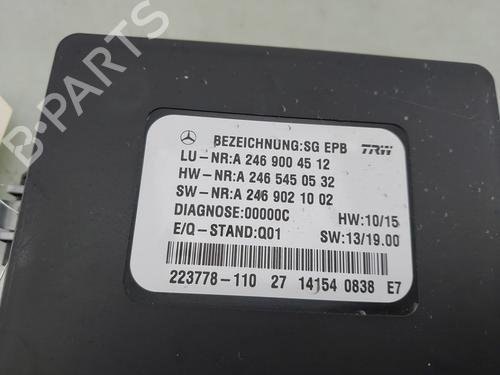 BEZEICHNUNG:SG EPB TRW
LU-NR:A 246 900 45 12
HW-NR:A 246 545 05 32
SW-NR:A 246 902 10 02
DIAGNOSE:00000C HW:10/15
E/Q-STAND:Q01 SW:13/19.00
223778-110 27 14154 0838 E7
B-PARTS